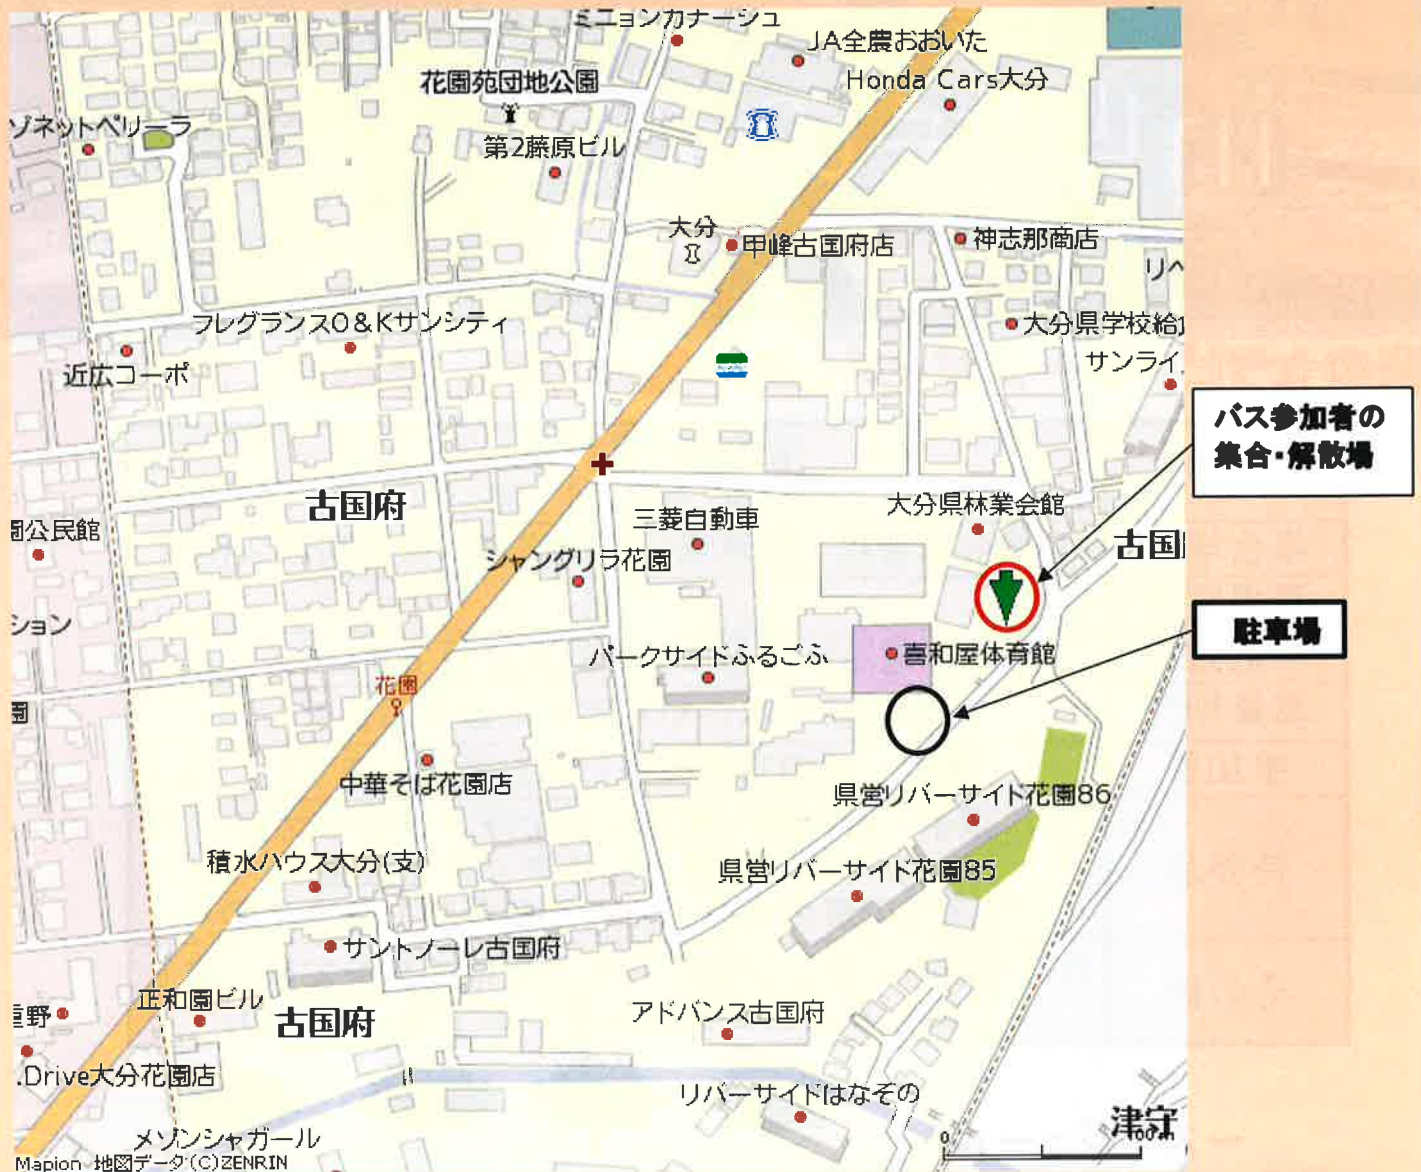 ミニョンカナージュ
JA全農おおいた
Honda Cars大分
花園苑団地公園
ゾネットベリーラ
第2藤原ビル
大分
甲峰古国府店
神志那商店
リヘ
フレグランスO&Kサンシティ
大分県学校給
近広コーポ
サンライ
バス参加者の
集合・解散場
古国府
大分県林業会館
三菱自動車
園公民館
シャングリラ花園
古国
ション
駐車場
パークサイドふるごふ
喜和屋体育館
花園
園
中華そば花園店
県営リバーサイド花園86
積水ハウス大分(支)
県営リバーサイド花園85
サントノーレ古国府
正和園ビル
重野
古国府
アドバンス古国府
.Drive大分花園店
リバーサイドはなぞの
津守
0
100m
メゾンシャガール
Mapion 地図データ(C)ZENRIN